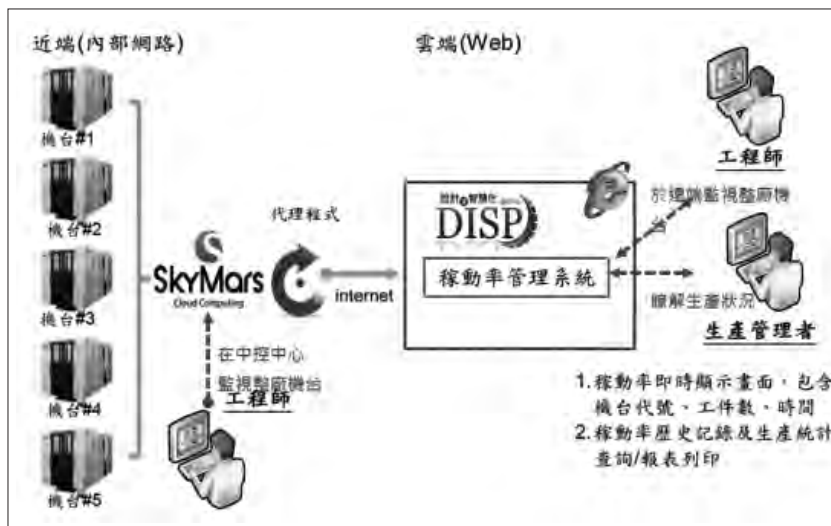 近端(內部網路)
機台#1
機台#2
機台#3
機台#4
機台#5
SkyMars
Cloud Computing
代理程式
internet
在中控中心
監視整廠機台
工程師
雲端(Web)
DISP
稼動率管理系統
工程師
於遠端監視整廠機
台
瞭解生產狀況
生產管理者
1.稼動率即時顯示畫面，包含
機台代號、工件數、時間
2.稼動率歷史記錄及生產統計
查詢/報表列印